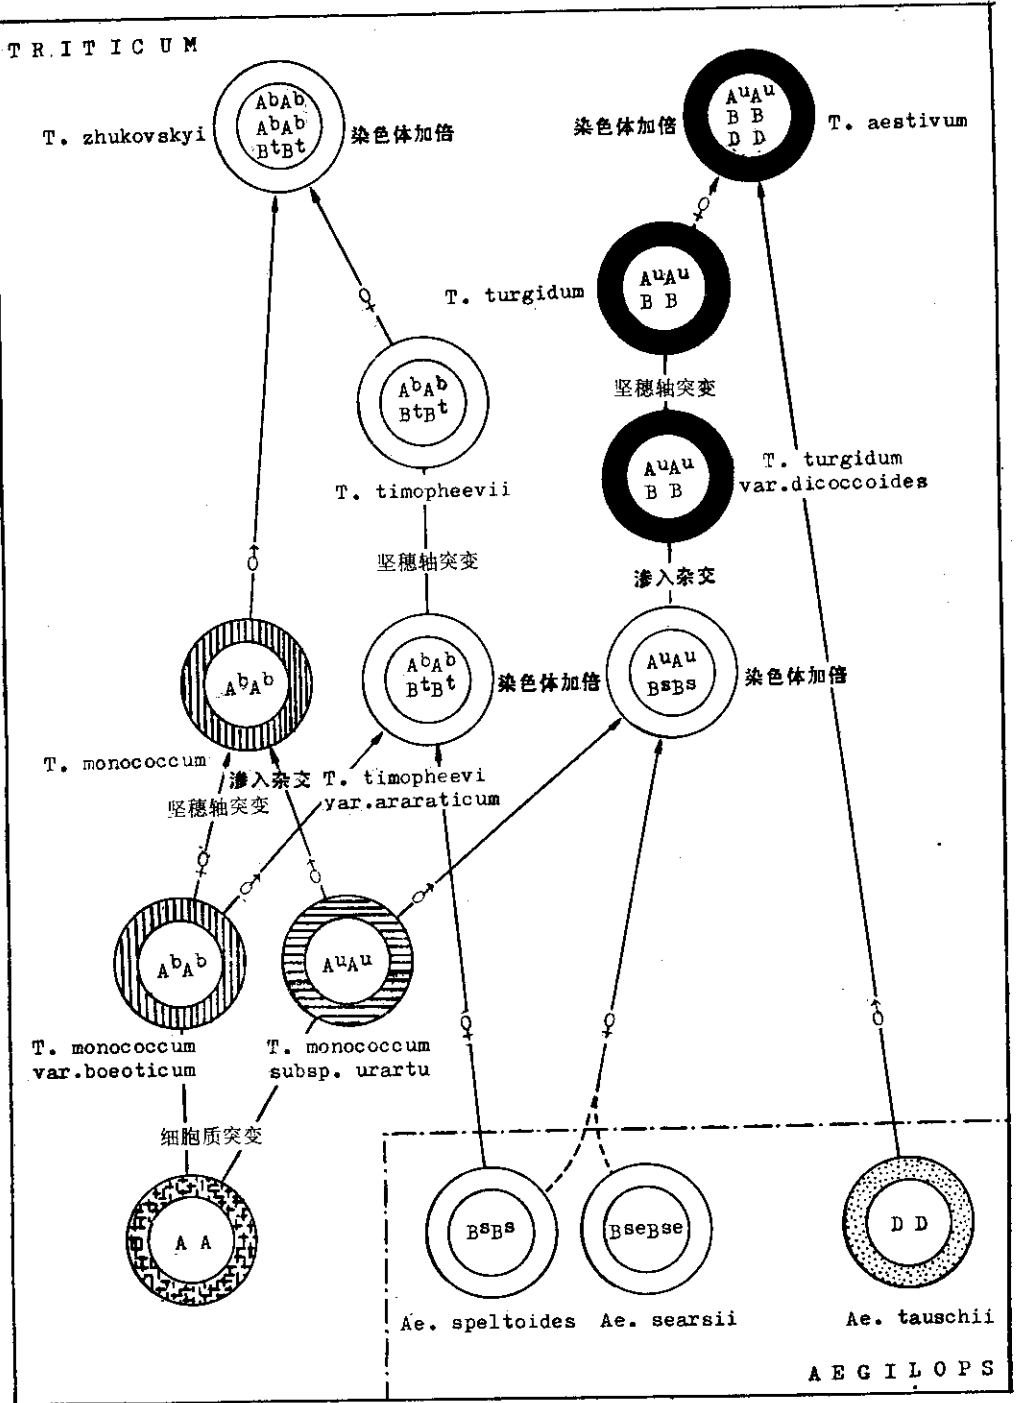 TRITICUM
AbAb
AbAb
BtBt
T. zhukovskyi
染色体加倍
染色体加倍
AuAu
B B
D D
T. aestivum
♀
♀
T. turgidum
AuAu
B B
坚穗轴突变
AbAb
BtBt
T. timopheevii
AuAu
B B
T. turgidum
var.dicoccoides
坚穗轴突变
渗入杂交
♂
AbAb
T. monococcum
AbAb
BtBt
染色体加倍
AuAu
BsBs
染色体加倍
渗入杂交
坚穗轴突变
T. timopheevi
var.araraticum
♀
♂
♂
♂
AbAb
T. monococcum
var.boeoticum
AuAu
T. monococcum
subsp. urartu
♀
♀
♂
细胞质突变
A A
BsBs
BseBse
D D
Ae. speltoides
Ae. searsii
Ae. tauschii
AEGILOPS